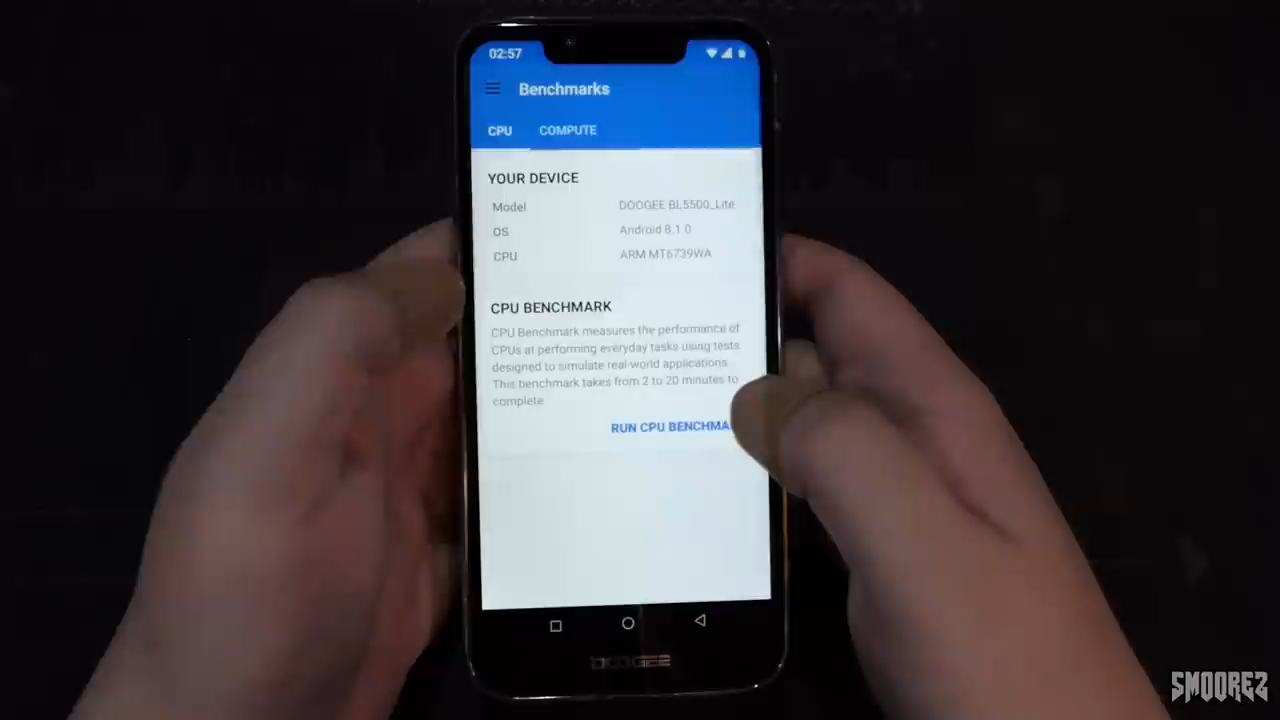 02:57
Benchmarks
CPU COMPUTE
YOUR DEVICE
Model DOOGEE BL5500_Lite
OS Android 8.1.0
CPU ARM MT6739WA
CPU BENCHMARK
CPU Benchmark measures the performance of
CPUs at performing everyday tasks using tests
designed to simulate real-world applications.
This benchmark takes from 2 to 20 minutes to
complete
RUN CPU BENCHMA
DOOGEE
SMOOREZ